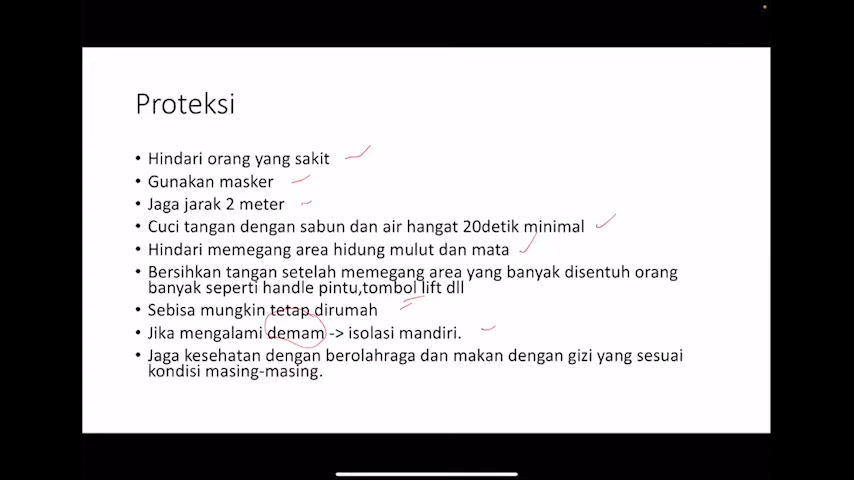 Proteksi
• Hindari orang yang sakit
• Gunakan masker
• Jaga jarak 2 meter
• Cuci tangan dengan sabun dan air hangat 20detik minimal
• Hindari memegang area hidung mulut dan mata
• Bersihkan tangan setelah memegang area yang banyak disentuh orang
banyak seperti handle pintu,tombol lift dll
• Sebisa mungkin tetap dirumah
• Jika mengalami demam -> isolasi mandiri.
• Jaga kesehatan dengan berolahraga dan makan dengan gizi yang sesuai
kondisi masing-masing.